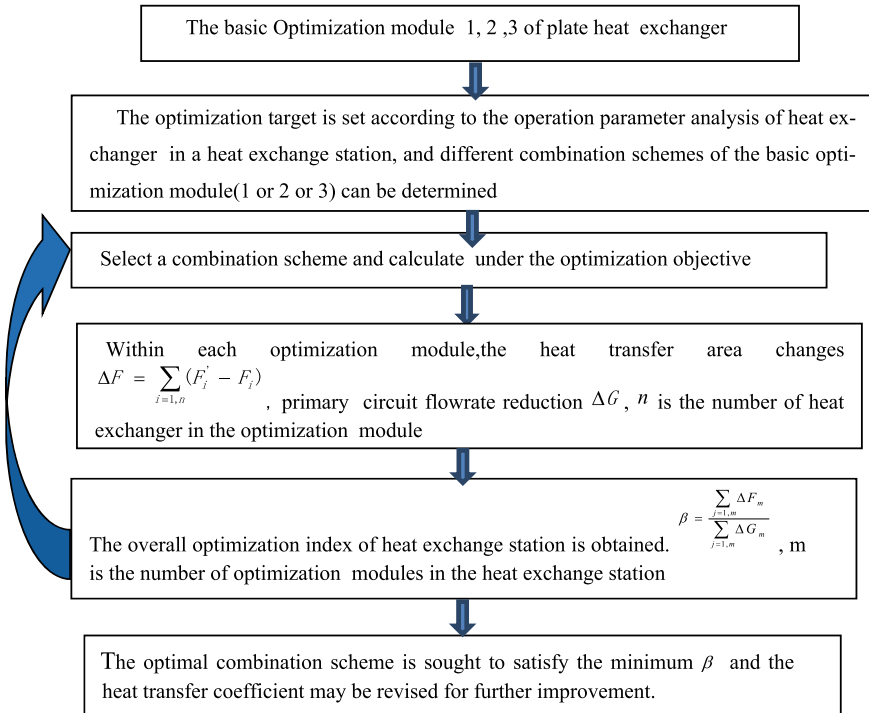 The basic Optimization module 1, 2 ,3 of plate heat exchanger
The optimization target is set according to the operation parameter analysis of heat ex-
changer in a heat exchange station, and different combination schemes of the basic opti-
mization module(1 or 2 or 3) can be determined
Select a combination scheme and calculate under the optimization objective
Within each optimization module,the heat transfer area changes
ΔF = ∑_{i=1,n} (F_i' − F_i) , primary circuit flowrate reduction ΔG , n is the number of heat
exchanger in the optimization module
The overall optimization index of heat exchange station is obtained. β = \frac{∑_{j=1,m} ΔF_m}{∑_{j=1,m} ΔG_m} , m
is the number of optimization modules in the heat exchange station
The optimal combination scheme is sought to satisfy the minimum β and the
heat transfer coefficient may be revised for further improvement.